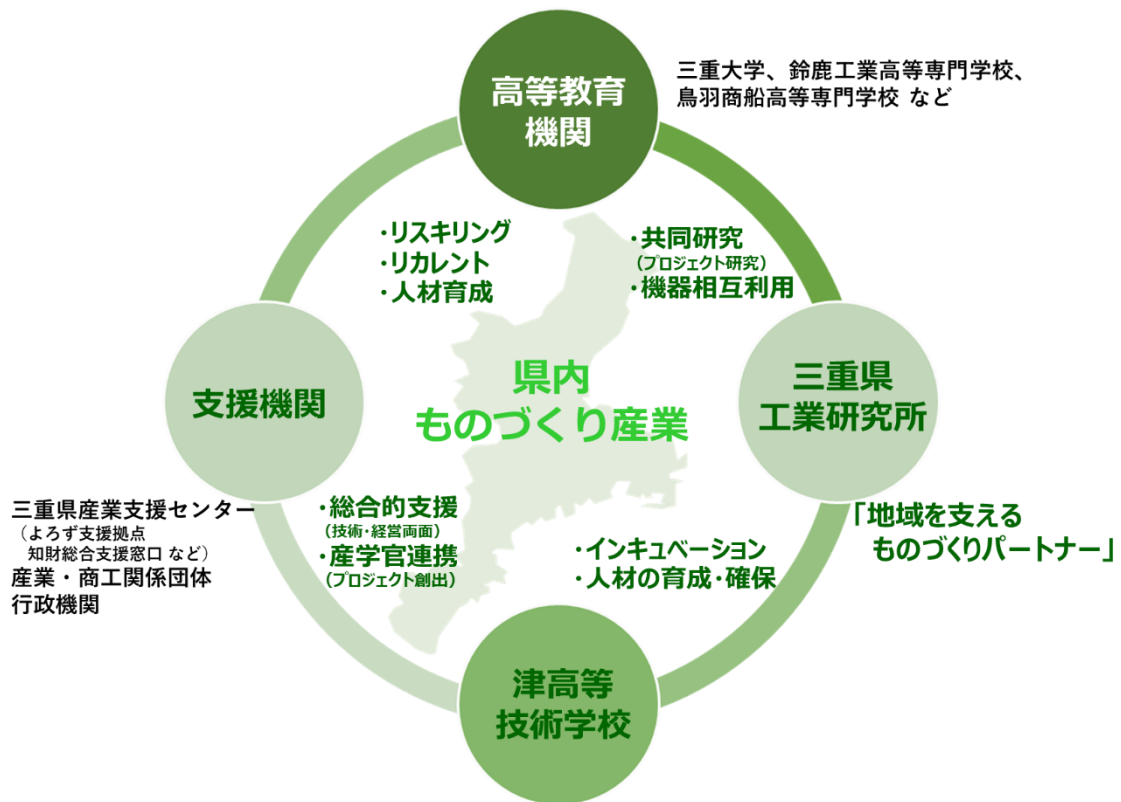 高等教育
機関
三重大学、鈴鹿工業高等専門学校、
鳥羽商船高等専門学校 など
・リスキリング
・リカレント
・人材育成
・共同研究
（プロジェクト研究）
・機器相互利用
支援機関
県内
ものづくり産業
三重県
工業研究所
三重県産業支援センター
（よろず支援拠点
知財総合支援窓口 など）
産業・商工関係団体
行政機関
・総合的支援
（技術・経営両面）
・産学官連携
（プロジェクト創出）
・インキュベーション
・人材の育成・確保
「地域を支える
ものづくりパートナー」
津高等
技術学校